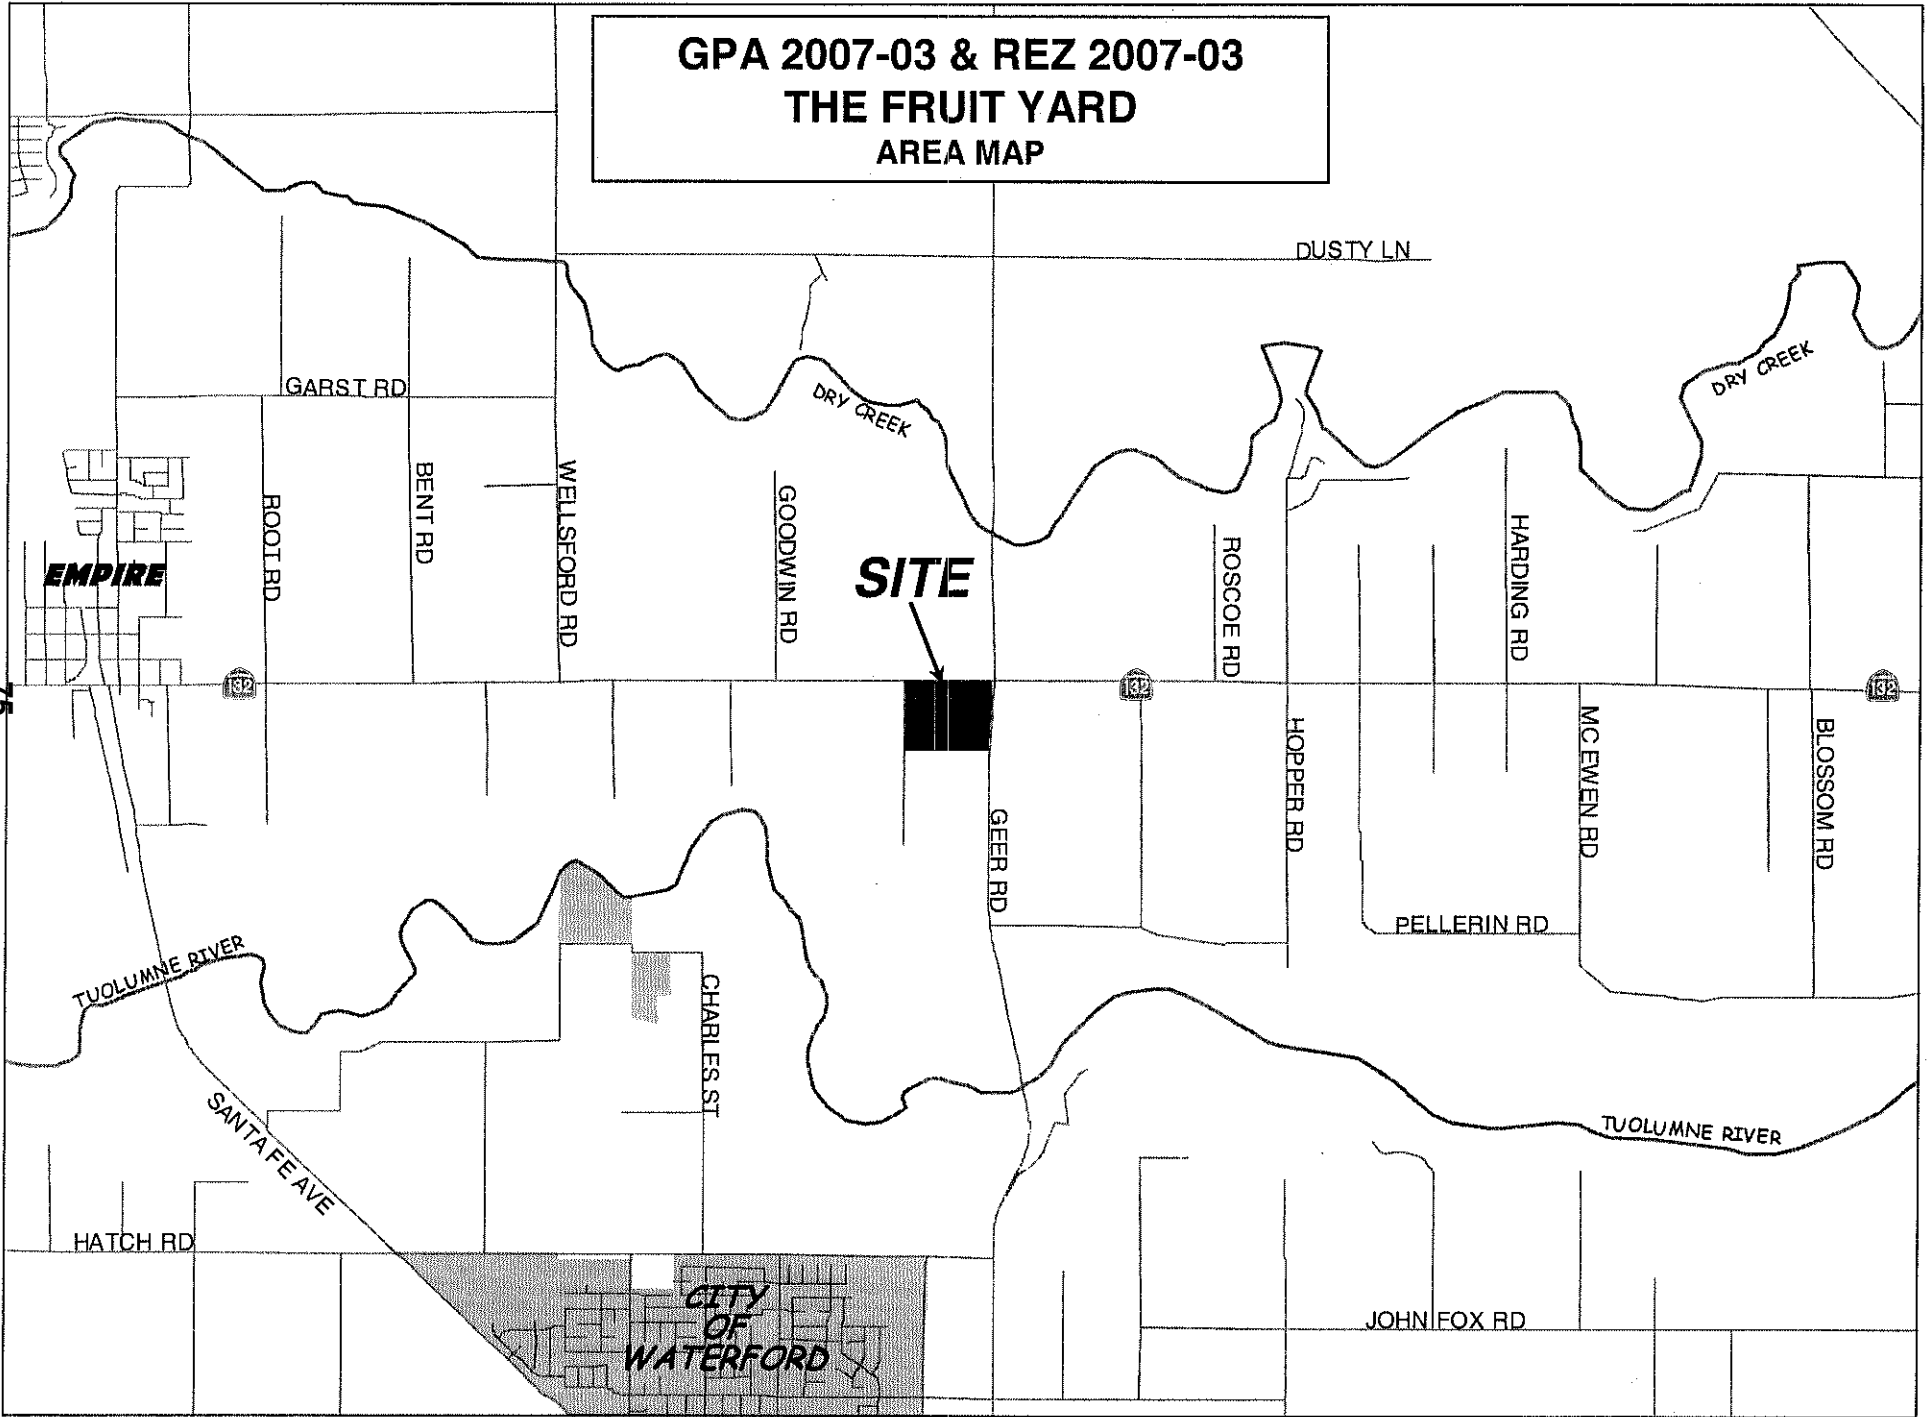 GPA 2007-03 & REZ 2007-03
THE FRUIT YARD
AREA MAP
DUSTY LN
DRY CREEK
GARST RD
DRY CREEK
ROOT RD
BENT RD
WELLSFORD RD
GOODWIN RD
SITE
ROSCOE RD
HARDING RD
EMPIRE
132
132
132
75
HOPPER RD
MC EWEN RD
BLOSSOM RD
GEER RD
PELLERIN RD
TUOLUMNE RIVER
CHARLES ST
SANTA FE AVE
TUOLUMNE RIVER
HATCH RD
CITY
OF
WATERFORD
JOHN FOX RD